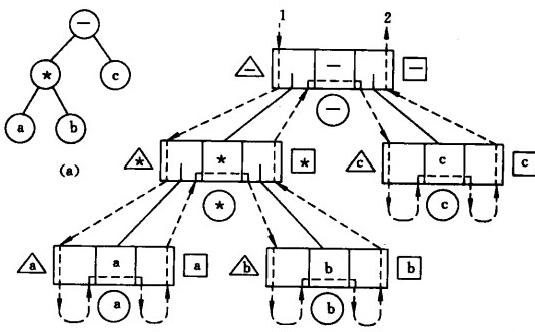 1 2
— △— — □—
* c △* * □* △c c □c
— *
a b c
(a)
△a a □a △b b □b
a b